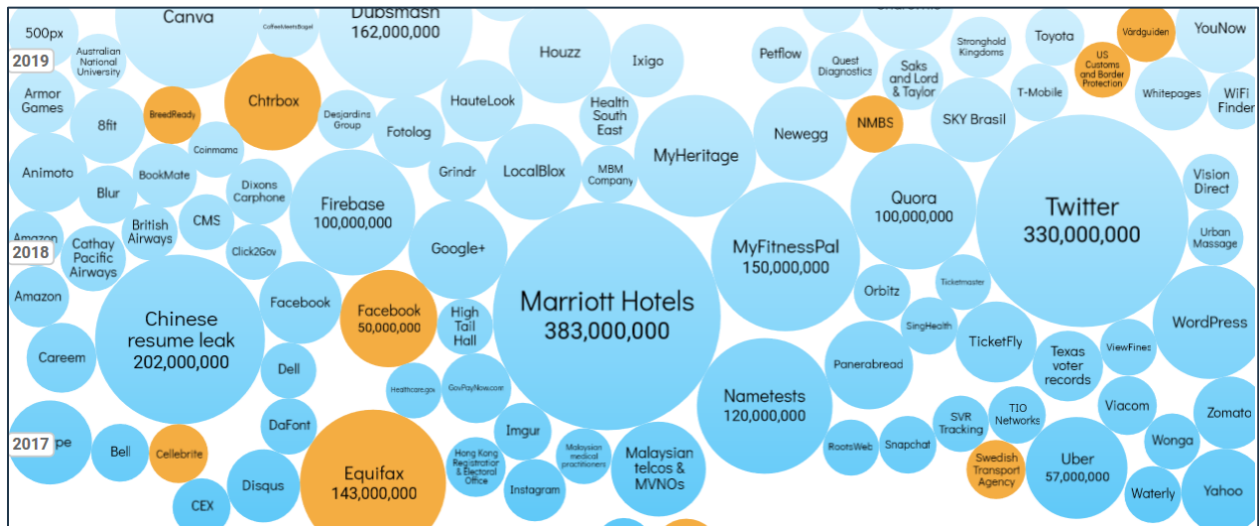 Canva
CoffeeMeetsBagel
Dubsmash
162,000,000
500px
2019
Australian
National
University
Houzz
Ixigo
Petflow
Quest
Diagnostics
Saks
and Lord
& Taylor
Stronghold
Kingdoms
Toyota
US
Customs
and Border
Protection
Vårdguiden
YouNow
Armor
Games
8fit
BreedReady
Chtrbox
Desjardins
Group
HauteLook
Health
South
East
T-Mobile
Whitepages
WiFi
Finder
Coinmama
Fotolog
MyHeritage
Newegg
NMBS
SKY Brasil
Animoto
Blur
BookMate
Dixons
Carphone
Grindr
LocalBlox
MBM
Company
Vision
Direct
Firebase
100,000,000
Quora
100,000,000
Twitter
330,000,000
Amazon
2018
Cathay
Pacific
Airways
British
Airways
CMS
Click2Gov
Google+
MyFitnessPal
150,000,000
Urban
Massage
Amazon
Facebook
Facebook
50,000,000
High
Tail
Hall
Marriott Hotels
383,000,000
Orbitz
Ticketmaster
SingHealth
WordPress
Chinese
resume leak
202,000,000
Careem
Dell
Panerabread
TicketFly
Texas
voter
records
ViewFines
Healthcare.gov
GovPayNow.com
Nametests
120,000,000
Viacom
Zomato
2017
pe
Bell
Cellebrite
DaFont
Imgur
SVR
Tracking
TIO
Networks
RootsWeb
Snapchat
Wonga
Equifax
143,000,000
Hong Kong
Registration
& Electoral
Office
Malaysian
medical
practitioners
Malaysian
telcos &
MVNOs
Swedish
Transport
Agency
Uber
57,000,000
CEX
Disqus
Instagram
Waterly
Yahoo